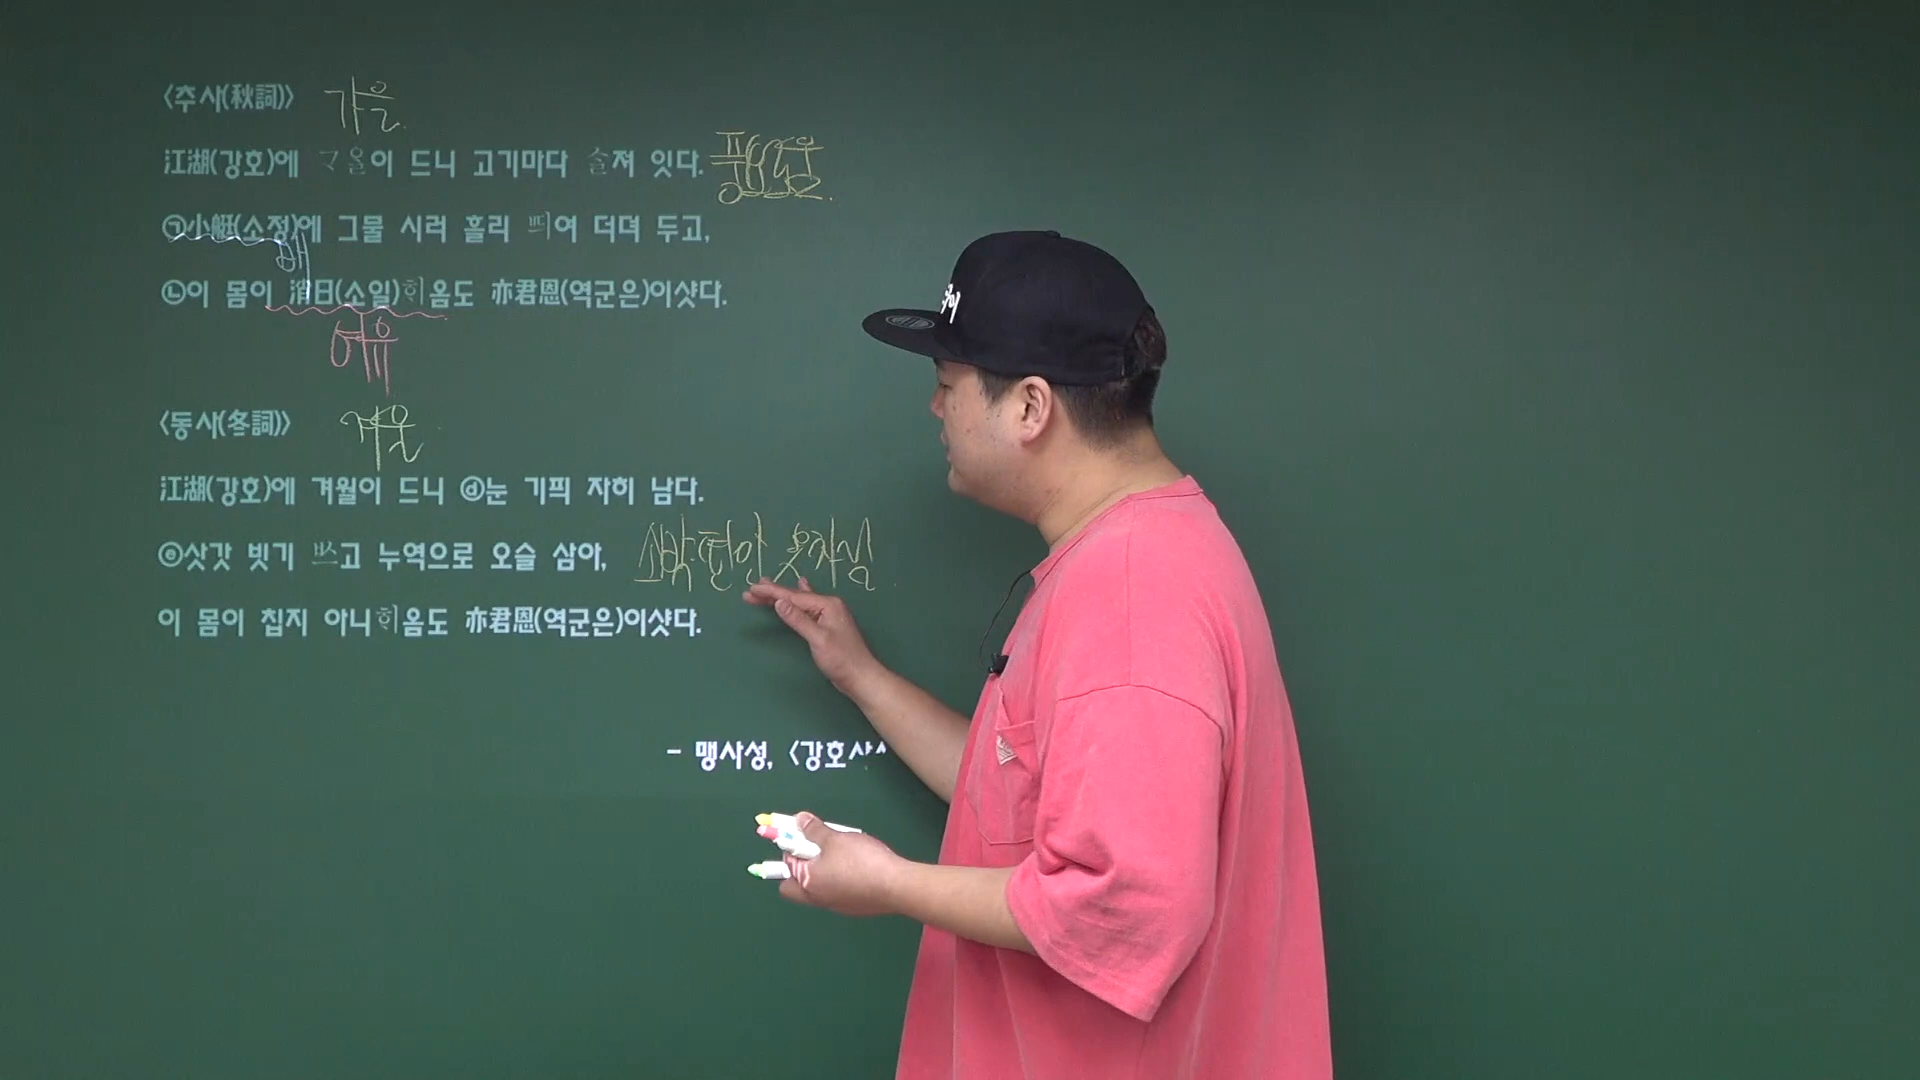 〈추사(秋詞)〉 가을
江湖(강호)에 ᄀᆞ올이 드니 고기마다 ᄉᆞᆯ져 잇다. 풍요로움
㉠小艇(소정)에 그물 시러 흘리 ᄠᅴ여 더뎌 두고,
배
㉡이 몸이 消日(소일)ᄒᆡ옴도 亦君恩(역군은)이샷다.
여유
〈동사(冬詞)〉 겨울
江湖(강호)에 겨월이 드니 ⓓ눈 기픠 자히 남다.
ⓔ삿갓 빗기 ᄡᅳ고 누역으로 오슬 삼아, 소박·편안 옷차림
이 몸이 칩지 아니ᄒᆡ옴도 亦君恩(역군은)이샷다.
- 맹사성, 〈강호사